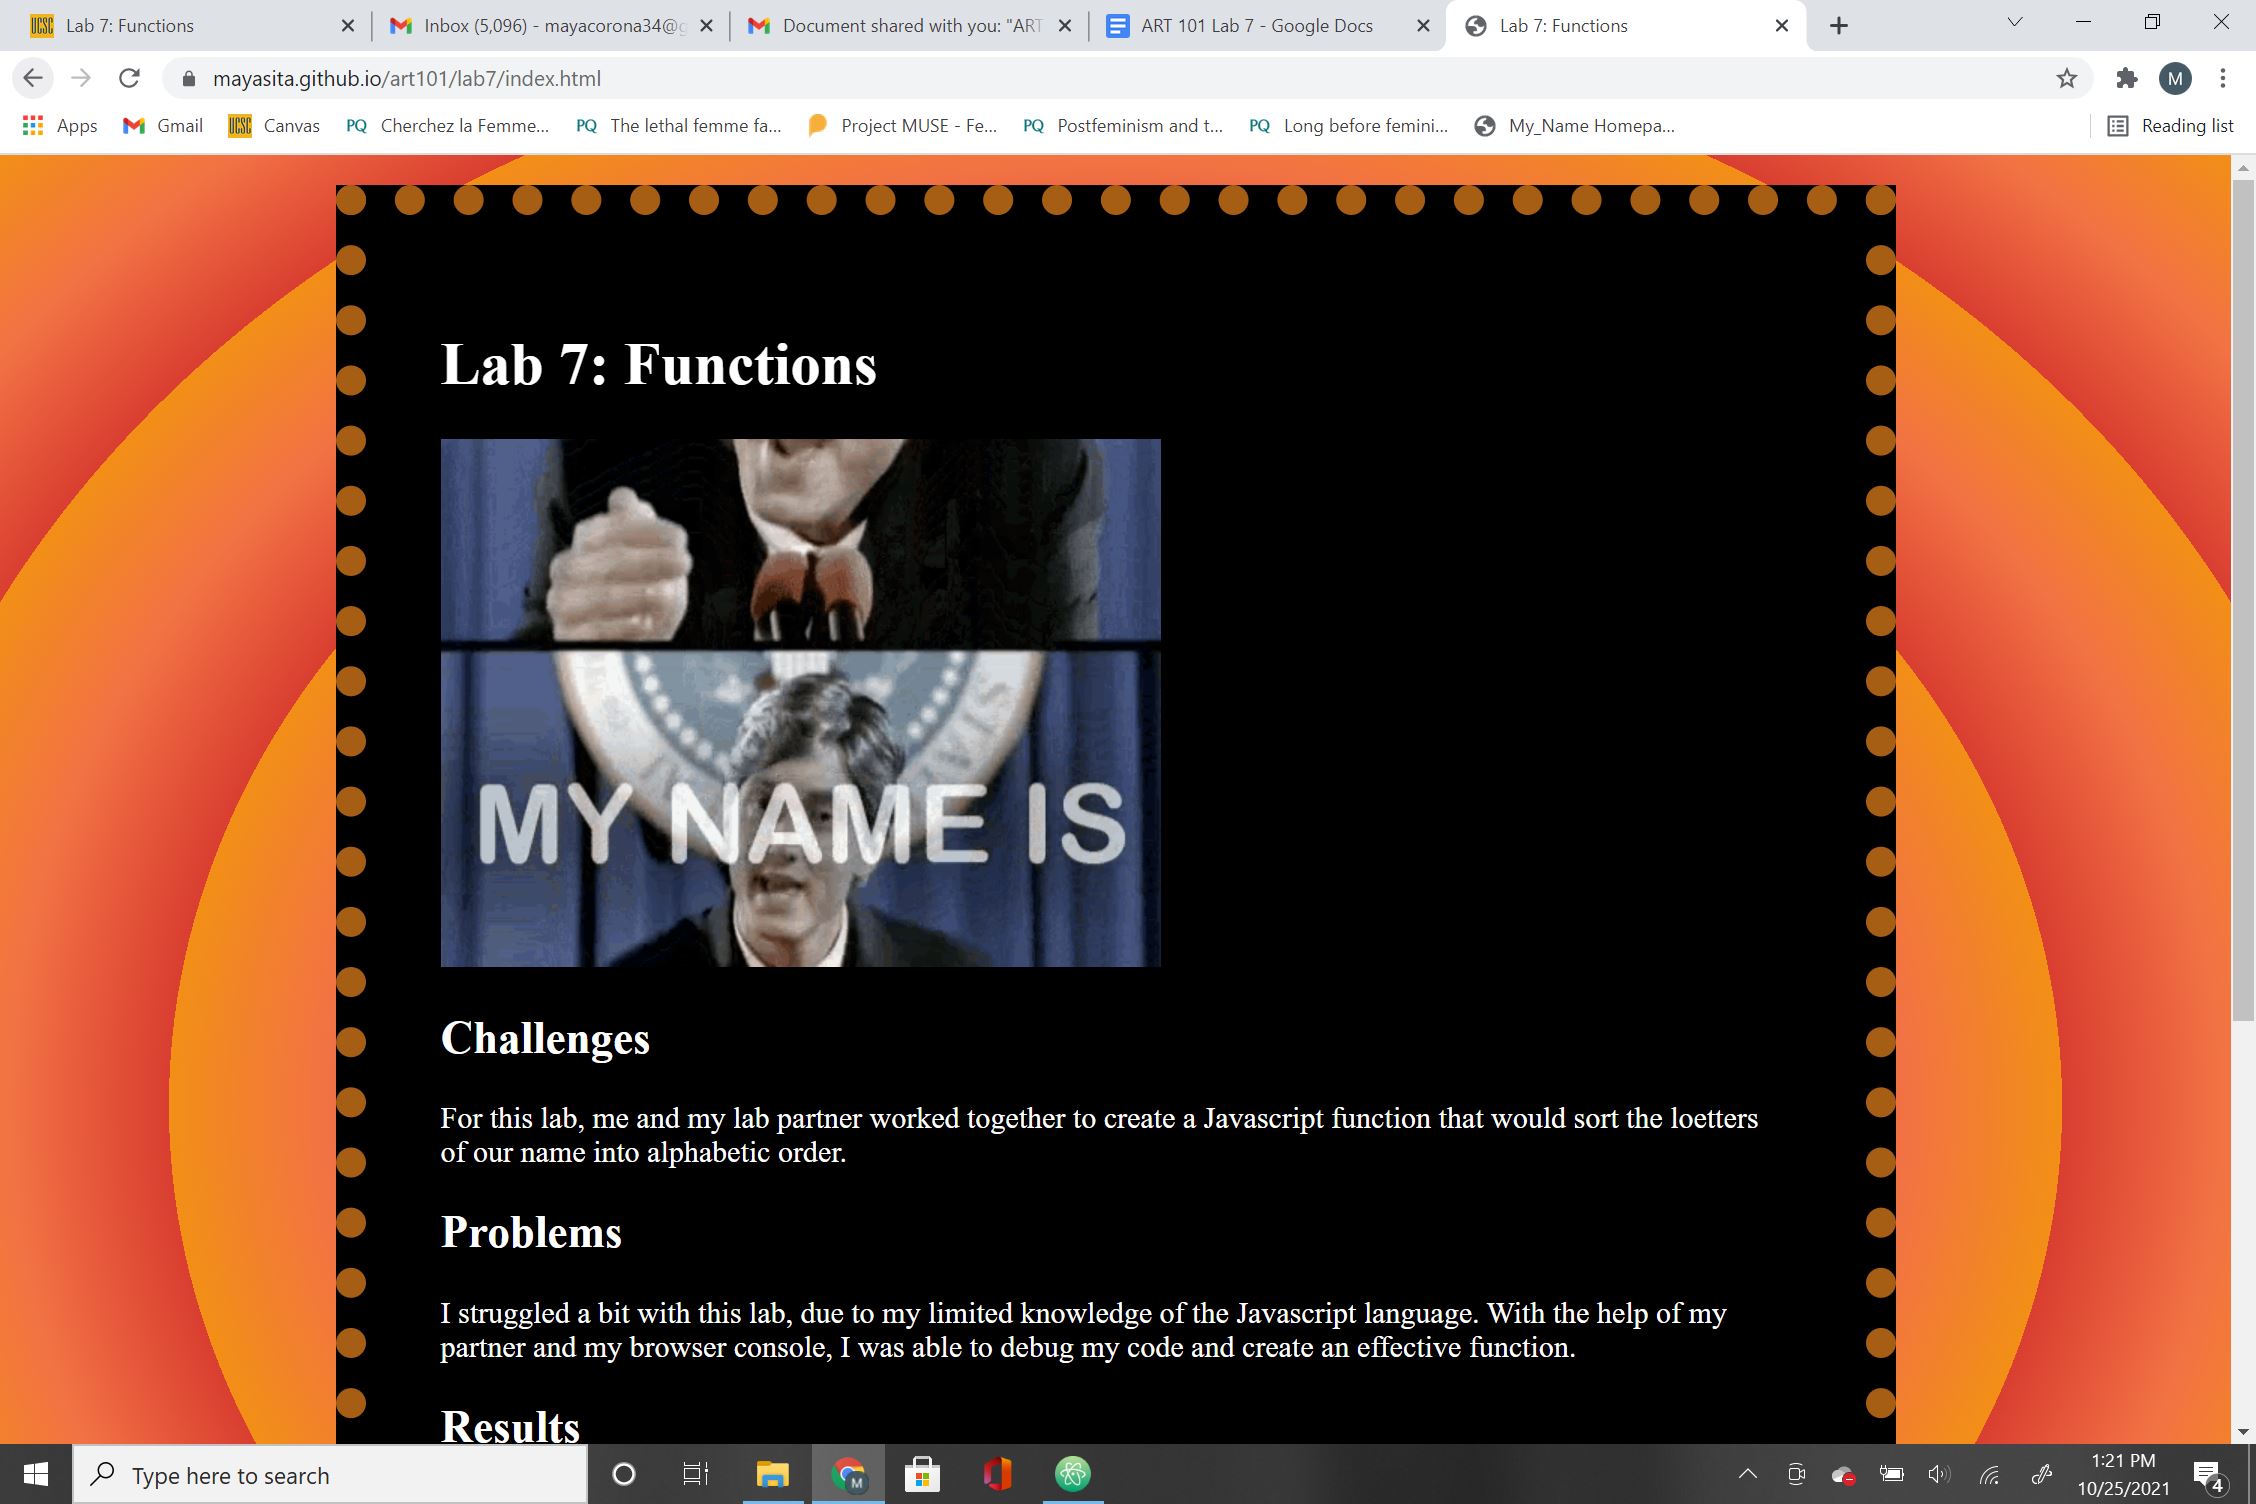 UCSC Lab 7: Functions
Inbox (5,096) - mayacorona34@g
Document shared with you: "ART
ART 101 Lab 7 - Google Docs
Lab 7: Functions
mayasita.github.io/art101/lab7/index.html
M
Apps
Gmail
UCSC Canvas
PQ Cherchez la Femme...
PQ The lethal femme fa...
Project MUSE - Fe...
PQ Postfeminism and t...
PQ Long before femini...
My_Name Homepa...
Reading list
Lab 7: Functions
MY NAME IS
Challenges
For this lab, me and my lab partner worked together to create a Javascript function that would sort the loetters
of our name into alphabetic order.
Problems
I struggled a bit with this lab, due to my limited knowledge of the Javascript language. With the help of my
partner and my browser console, I was able to debug my code and create an effective function.
Results
Type here to search
M
1:21 PM
10/25/2021
4